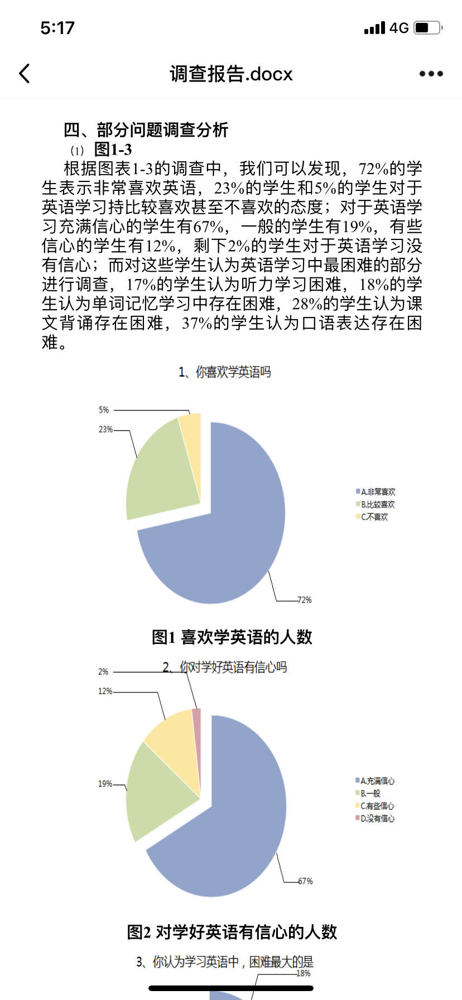 5:17
4G
调查报告.docx
四、部分问题调查分析
（1） 图1-3
根据图表1-3的调查中，我们可以发现，72%的学
生表示非常喜欢英语，23%的学生和5%的学生对于
英语学习持比较喜欢甚至不喜欢的态度；对于英语学
习充满信心的学生有67%，一般的学生有19%，有些
信心的学生有12%，剩下2%的学生对于英语学习没
有信心；而对这些学生认为英语学习中最困难的部分
进行调查，17%的学生认为听力学习困难，18%的学
生认为单词记忆学习中存在困难，28%的学生认为课
文背诵存在困难，37%的学生认为口语表达存在困
难。
1、你喜欢学英语吗
5%
23%
A.非常喜欢
B.比较喜欢
C.不喜欢
72%
图1 喜欢学英语的人数
2、你对学好英语有信心吗
2%
12%
19%
A.充满信心
B.一般
C.有些信心
D.没有信心
67%
图2 对学好英语有信心的人数
3、你认为学习英语中，困难最大的是
18%